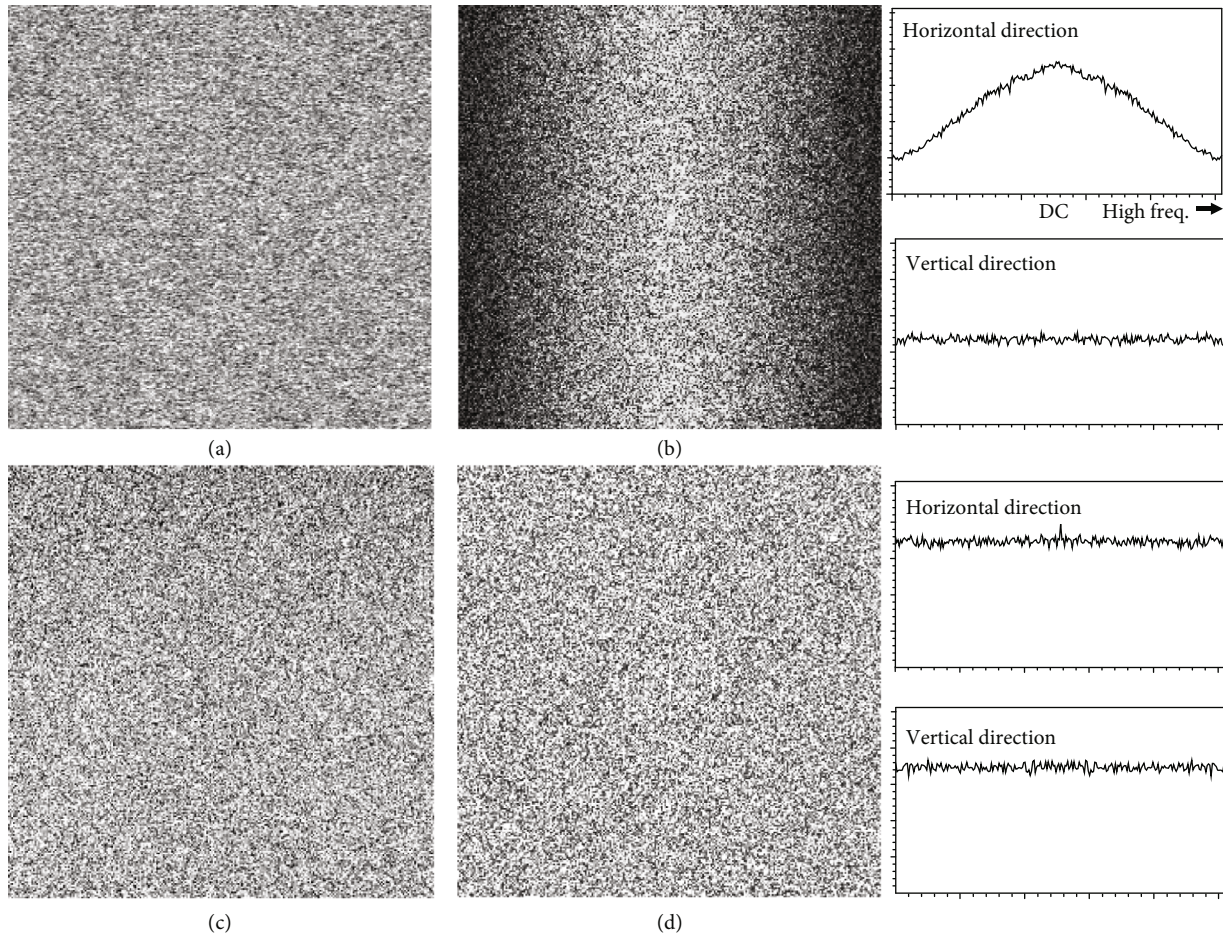 Horizontal direction
DC High freq.
Vertical direction
(a) (b)
Horizontal direction
Vertical direction
(c) (d)